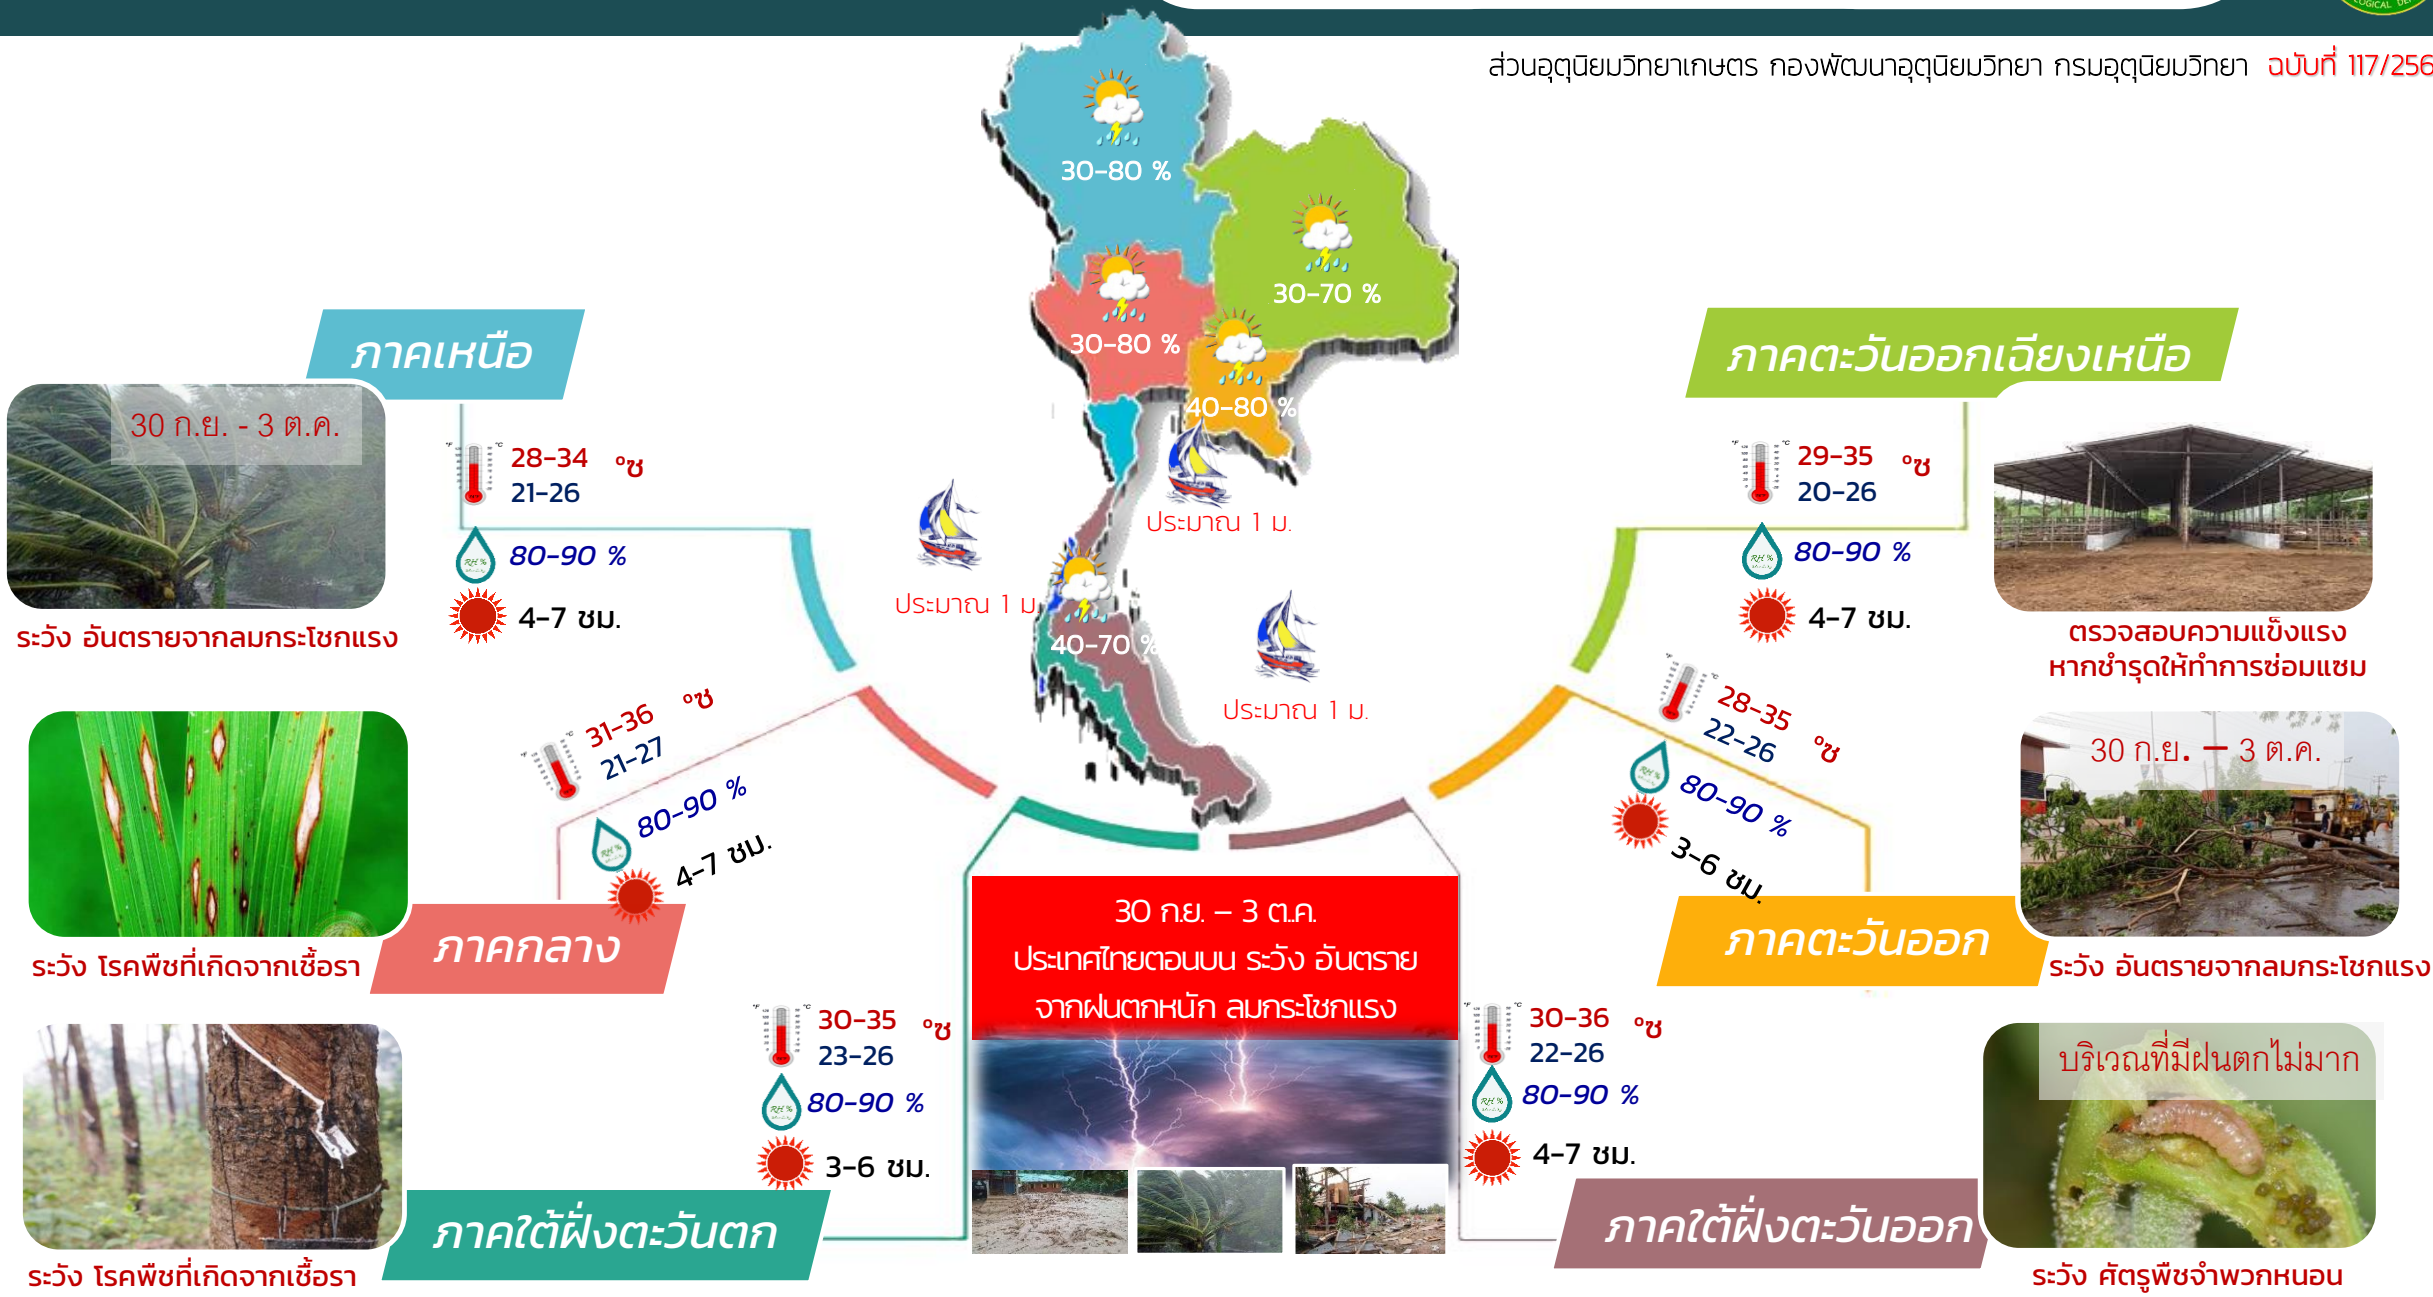 ส่วนอุตุนิยมวิทยาเกษตร กองพัฒนาอุตุนิยมวิทยา กรมอุตุนิยมวิทยา ฉบับที่ 117/256
30-80 %
30-70 %
30-80 %
40-80 %
ประมาณ 1 ม.
ประมาณ 1 ม.
40-70 %
ประมาณ 1 ม.
ภาคเหนือ
30 ก.ย. - 3 ต.ค.
28-34 °ซ
21-26
80-90 %
4-7 ชม.
ระวัง อันตรายจากลมกระโชกแรง
ภาคตะวันออกเฉียงเหนือ
29-35 °ซ
20-26
80-90 %
4-7 ชม.
ตรวจสอบความแข็งแรง
หากชำรุดให้ทำการซ่อมแซม
31-36 °ซ
21-27
80-90 %
4-7 ชม.
ภาคกลาง
ระวัง โรคพืชที่เกิดจากเชื้อรา
28-35
22-26 °ซ
80-90 %
3-6 ชม.
30 ก.ย. – 3 ต.ค.
ภาคตะวันออก
ระวัง อันตรายจากลมกระโชกแรง
30 ก.ย. – 3 ต.ค.
ประเทศไทยตอนบน ระวัง อันตราย
จากฝนตกหนัก ลมกระโชกแรง
30-35 °ซ
23-26
80-90 %
3-6 ชม.
ภาคใต้ฝั่งตะวันตก
ระวัง โรคพืชที่เกิดจากเชื้อรา
30-36 °ซ
22-26
80-90 %
4-7 ชม.
ภาคใต้ฝั่งตะวันออก
บริเวณที่มีฝนตกไม่มาก
ระวัง ศัตรูพืชจำพวกหนอน